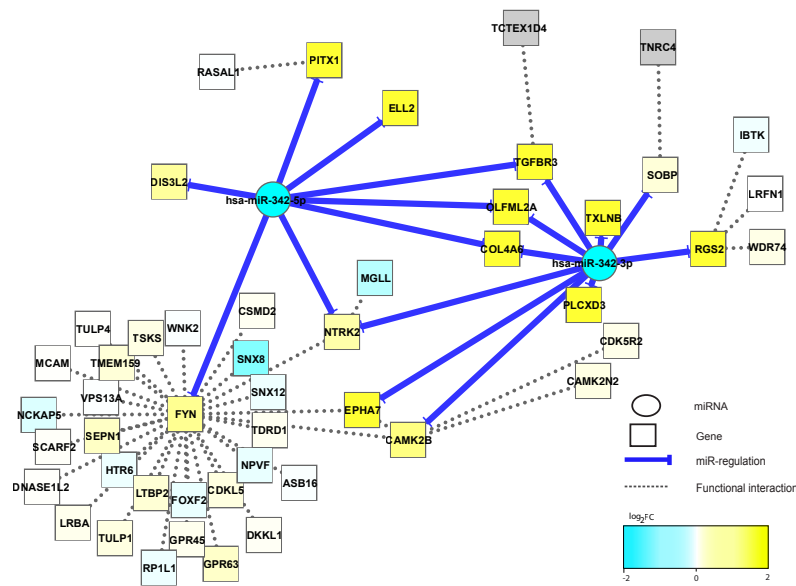 TCTEX1D4
TNRC4
PITX1
RASAL1
ELL2
IBTK
TGFBR3
SOBP
DIS3L2
LRFN1
hsa-miR-342-5p
OLFML2A
TXLNB
COL4A6
RGS2
WDR74
hsa-miR-342-3p
MGLL
PLCXD3
CSMD2
TULP4
WNK2
TSKS
NTRK2
CDK5R2
MCAM
TMEM159
SNX8
CAMK2N2
VPS13A
SNX12
NCKAP5
FYN
EPHA7
miRNA
SEPN1
TDRD1
SCARF2
CAMK2B
Gene
HTR6
NPVF
miR-regulation
DNASE1L2
LTBP2
CDKL5
ASB16
Functional interaction
FOXF2
LRBA
TULP1
GPR45
DKKL1
log2FC
RP1L1
GPR63
-2
0
2